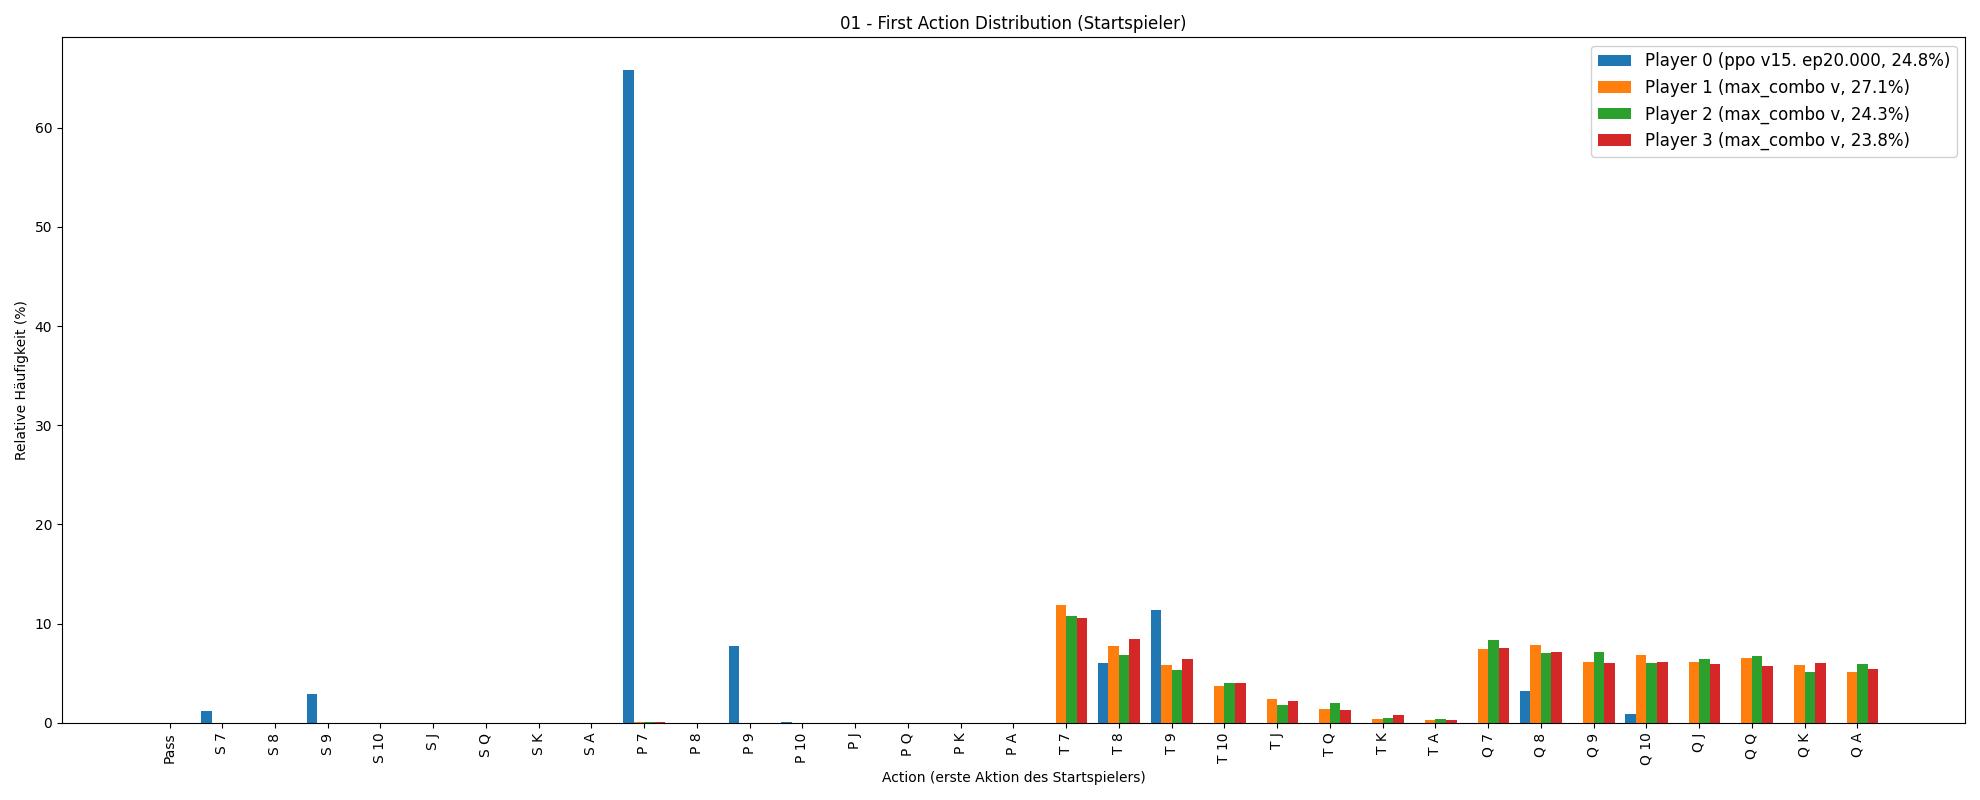 01 - First Action Distribution (Startspieler)
Player 0 (ppo v15. ep20.000, 24.8%)
Player 1 (max_combo v, 27.1%)
Player 2 (max_combo v, 24.3%)
Player 3 (max_combo v, 23.8%)
Relative Häufigkeit (%)
60
50
40
30
20
10
0
Pass
S 7
S 8
S 9
S 10
S J
S Q
S K
S A
P 7
P 8
P 9
P 10
P J
P Q
P K
P A
T 7
T 8
T 9
T 10
T J
T Q
T K
T A
Q 7
Q 8
Q 9
Q 10
Q J
Q Q
Q K
Q A
Action (erste Aktion des Startspielers)